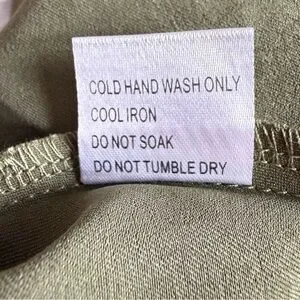 COLD HAND WASH ONLY
COOL IRON
DO NOT SOAK
DO NOT TUMBLE DRY